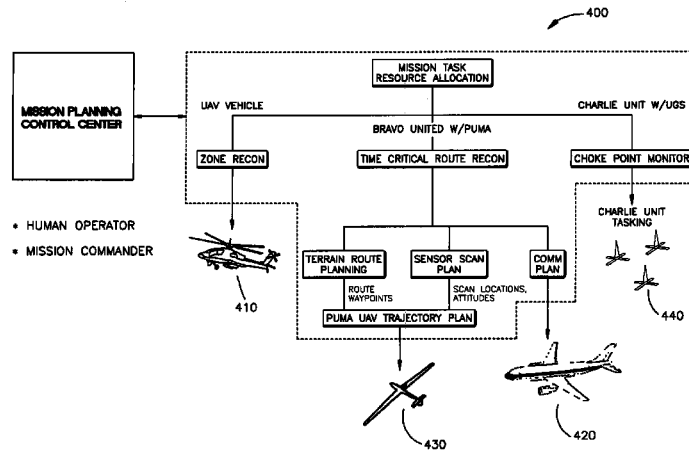 400
MISSION TASK
RESOURCE ALLOCATION
MISSION PLANNING
CONTROL CENTER
UAV VEHICLE
CHARLIE UNIT W/UGS
BRAVO UNITED W/PUMA
ZONE RECON
TIME CRITICAL ROUTE RECON
CHOKE POINT MONITOR
* HUMAN OPERATOR
* MISSION COMMANDER
CHARLIE UNIT
TASKING
TERRAIN ROUTE
PLANNING
SENSOR SCAN
PLAN
COMM
PLAN
410
440
ROUTE
WAYPOINTS
SCAN LOCATIONS,
ATTITUDES
PUMA UAV TRAJECTORY PLAN
430
420